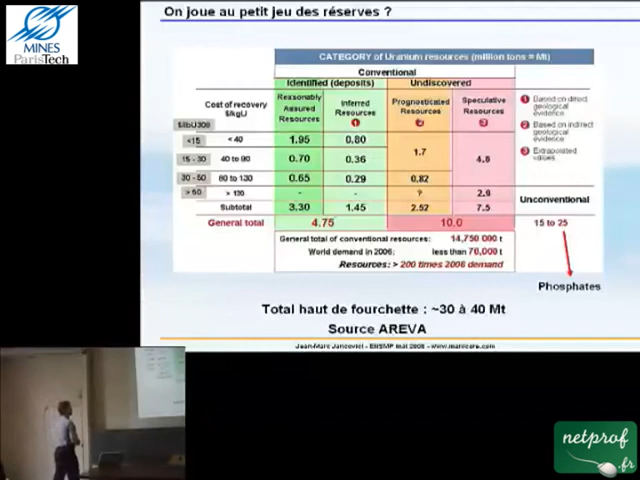 On joue au petit jeu des réserves ?
MINES
ParisTech
CATEGORY of Uranium resources (million tons = Mt)
Conventional
Identified (deposits) Undiscovered
Cost of recovery $/kgU
Reasonably Assured Resources
Inferred Resources 1
Prognosticated Resources 2
Speculative Resources 3
1 Based on direct geological evidence
2 Based on indirect geological evidence
3 Extrapolated values
$/lbU3O8
<15 < 40 1.95 0.80
1.7
4.6
15 - 30 40 to 80 0.70 0.36
30 - 50 80 to 130 0.65 0.29 0.82
> 50 > 130 - - ? 2.9
Unconventional
Subtotal 3.30 1.45 2.52 7.5
General total 4.75 10.0 15 to 25
General total of conventional resources: 14,750 000 t
World demand in 2006: less than 70,000 t
Resources: > 200 times 2006 demand
Phosphates
Total haut de fourchette : ~30 à 40 Mt
Source AREVA
Jean-Marc Jancovici - ENSMP mai 2008 - www.manicore.com
netprof
.fr